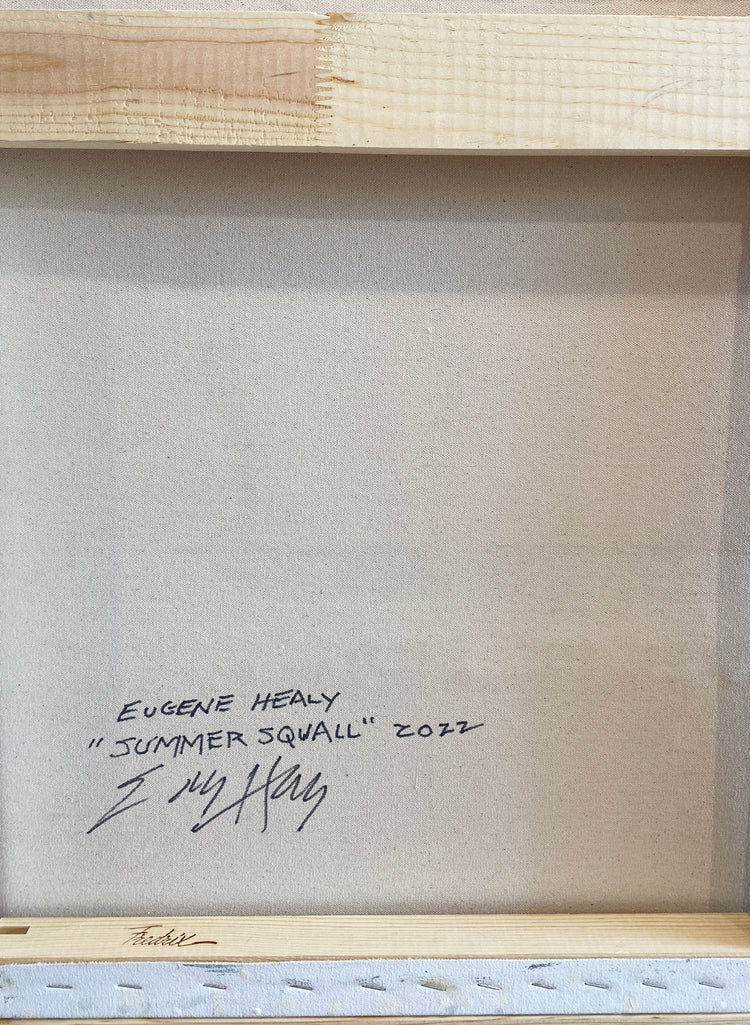 EUGENE HEALY
"SUMMER SQUALL" 2022
Fredrix